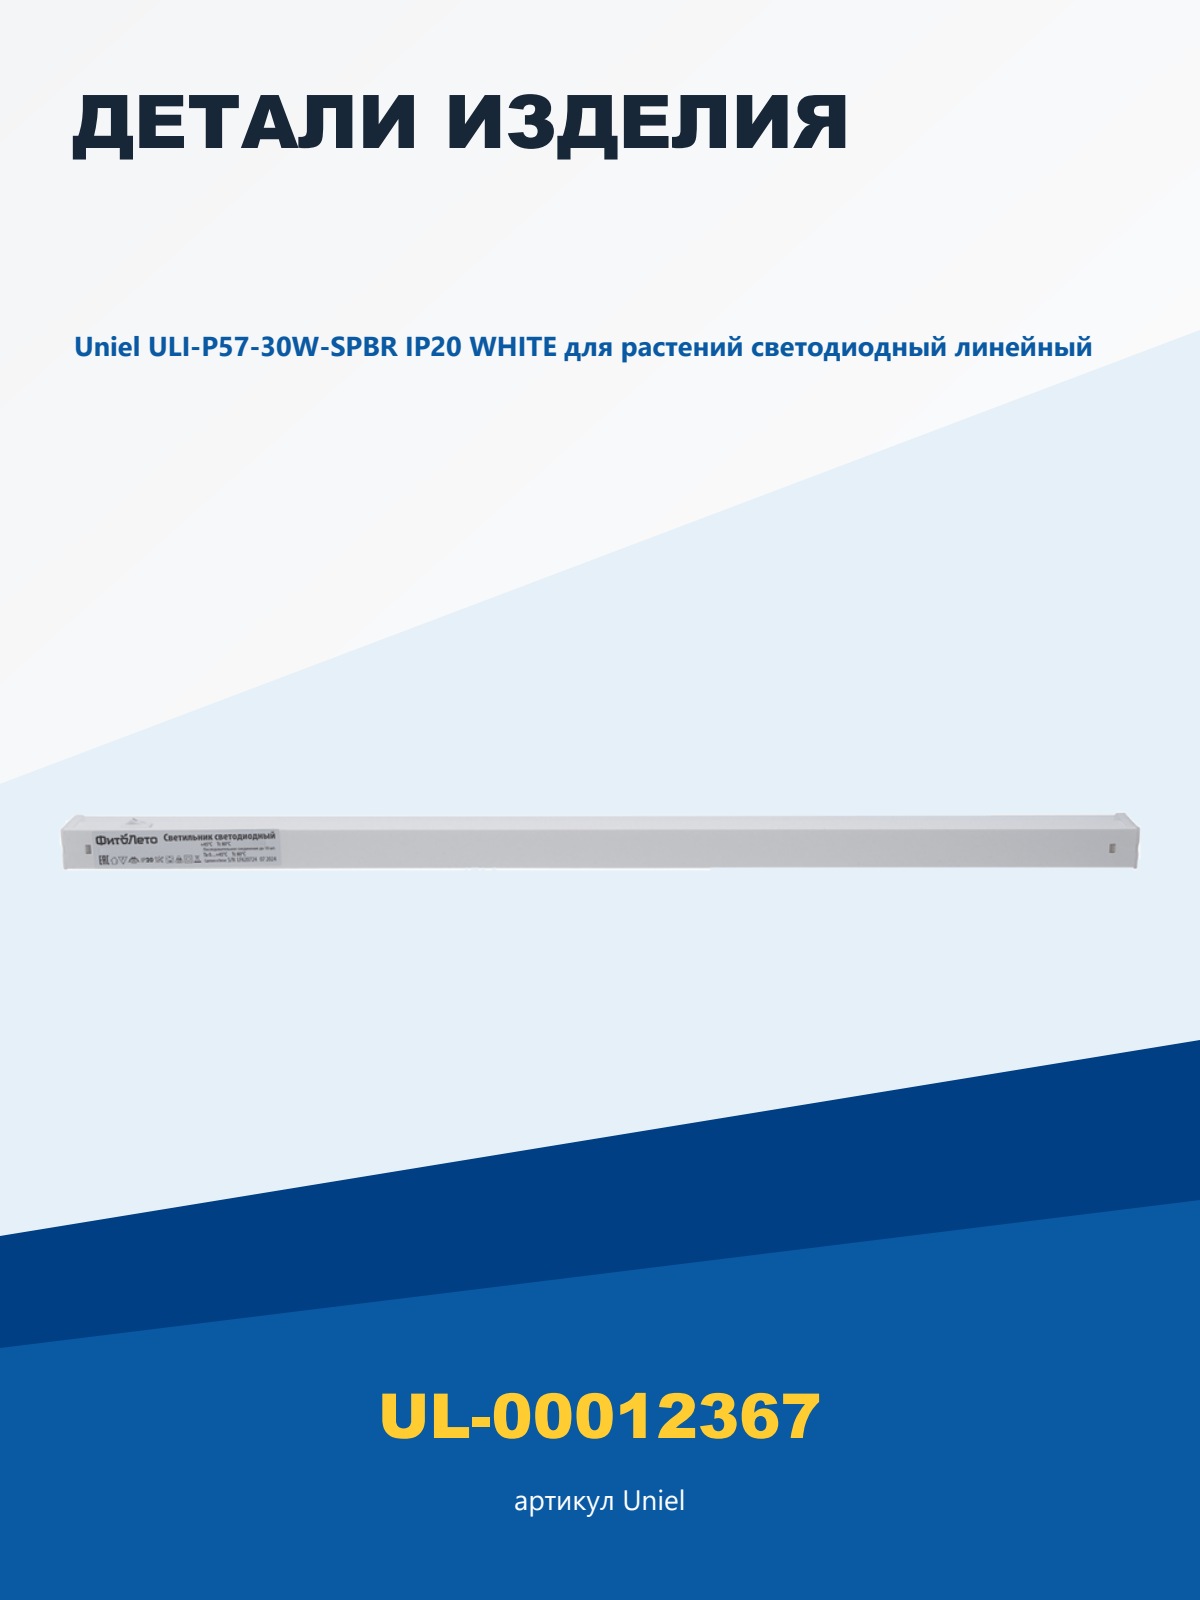 ДЕТАЛИ ИЗДЕЛИЯ
Uniel ULI-P57-30W-SPBR IP20 WHITE для растений светодиодный линейный
ФитоЛето Светильник светодиодный
UL-00012367
артикул Uniel